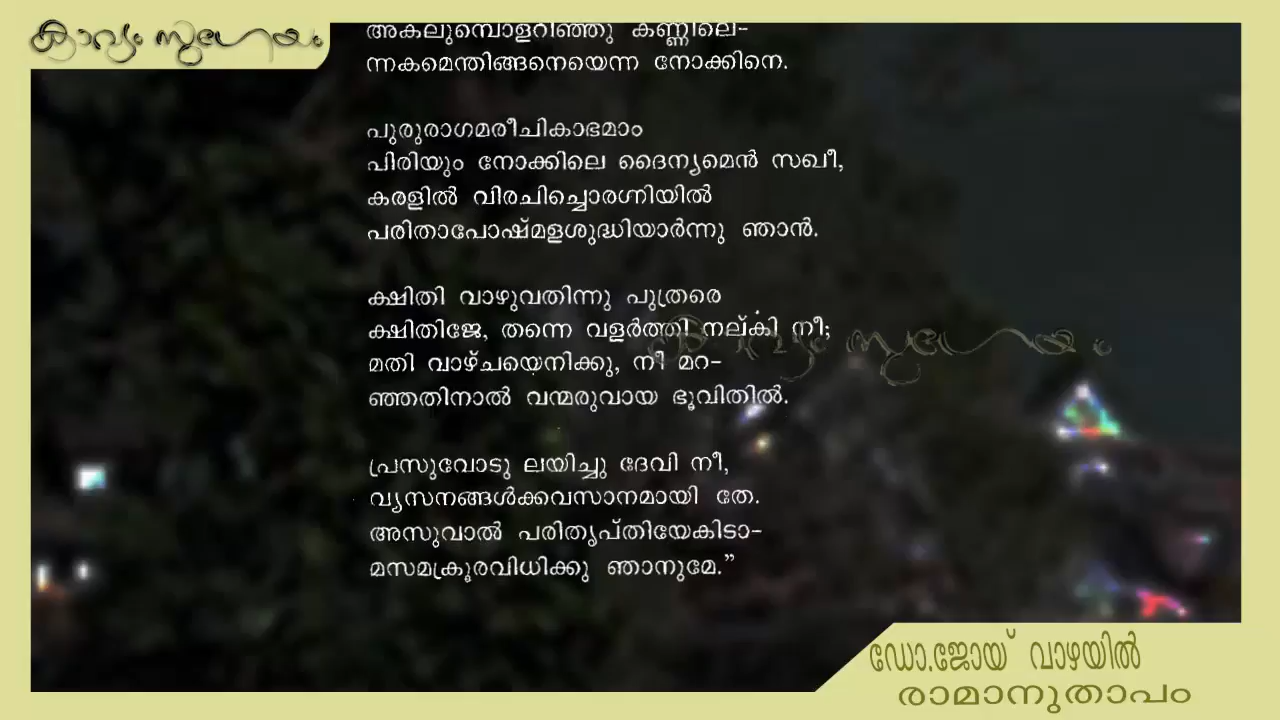 കാവ്യം സുഗേയം
അകലുമ്പൊളറിഞ്ഞു കണ്ണിലെ-
ന്നകമെന്തിങ്ങനെയെന്ന നോക്കിനെ.
പുരുരാഗമരീചികാഭമാം
പിരിയും നോക്കിലെ ദൈന്യമെൻ സഖീ,
കരളിൽ വിരചിച്ചൊരഗ്നിയിൽ
പരിതാപോഷ്മളശുദ്ധിയാർന്നു ഞാൻ.
ക്ഷിതി വാഴുവതിന്നു പുത്രരെ
ക്ഷിതിജേ, തന്നെ വളർത്തി നല്കി നീ;
മതി വാഴ്ചയെനിക്കു, നീ മറ-
ഞ്ഞതിനാൽ വന്മരുവായ ഭൂവിതിൽ.
പ്രസുവോടു ലയിച്ചു ദേവി നീ,
വ്യസനങ്ങൾക്കവസാനമായി തേ.
അസുവാൽ പരിതൃപ്തിയേകിടാ-
മസമക്രൂരവിധിക്കു ഞാനുമേ.”
കാവ്യം സുഗേയം
ഡോ.ജോയ് വാഴയിൽ
രാമാനുതാപം